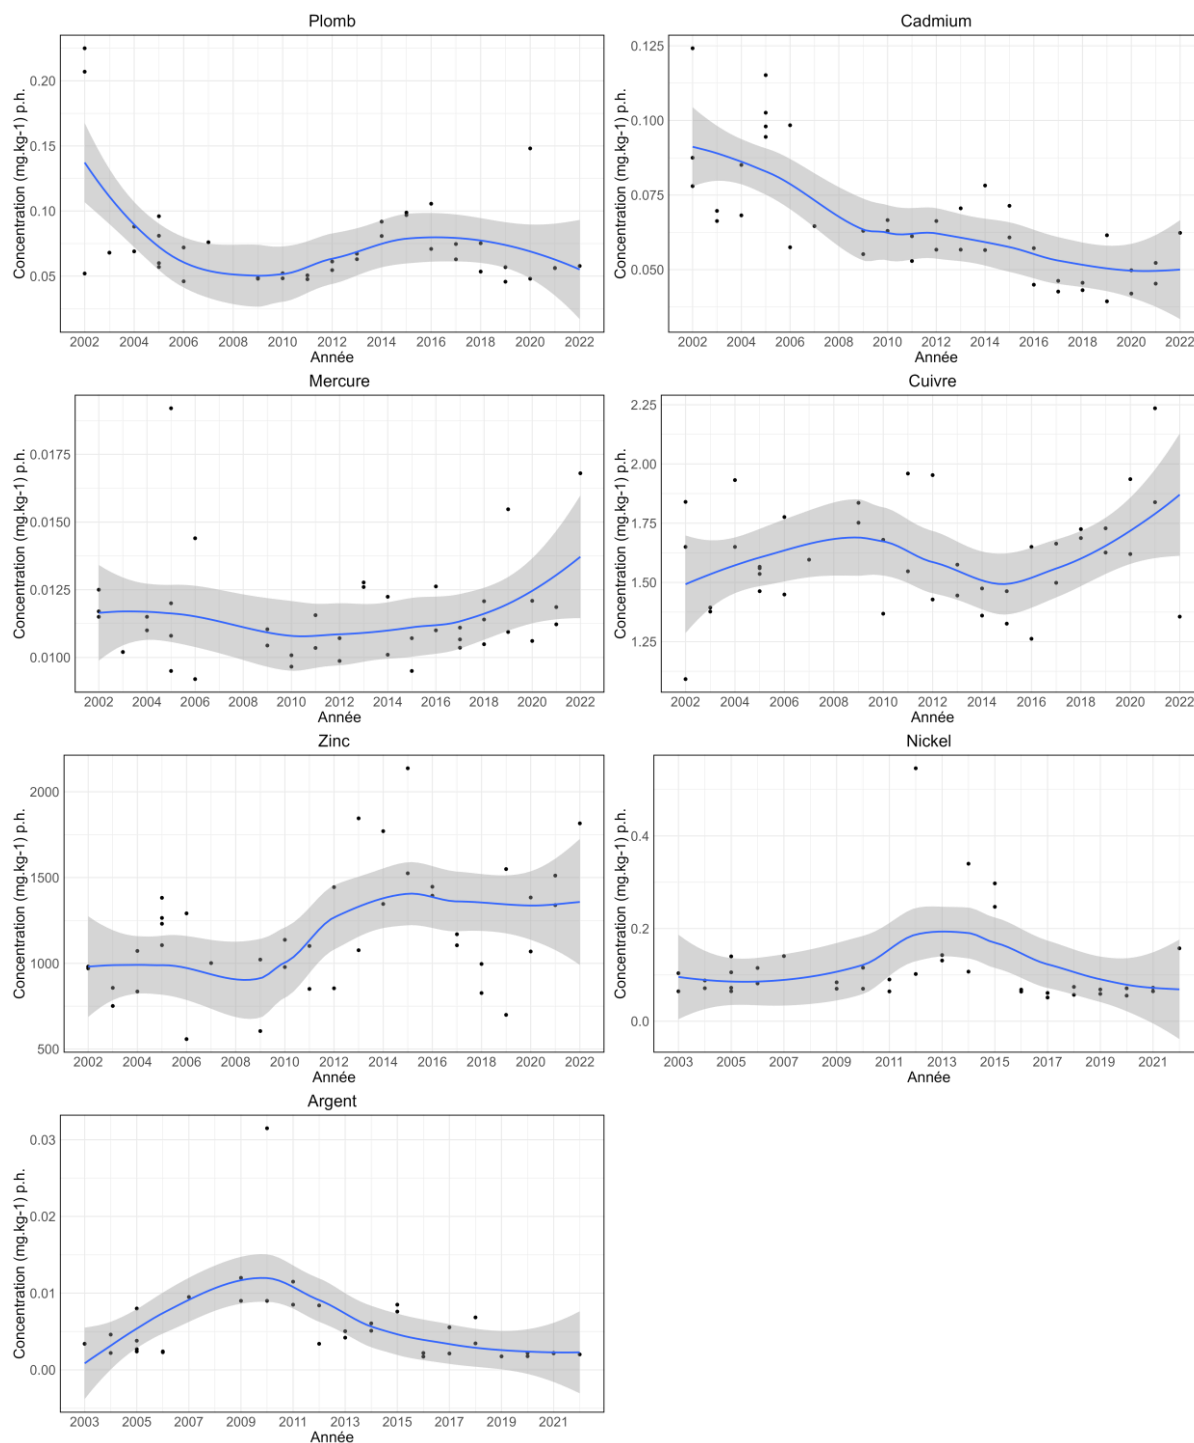 Plomb
Concentration (mg.kg-1) p.h.
0.20
0.15
0.10
0.05
2002 2004 2006 2008 2010 2012 2014 2016 2018 2020 2022
Année
Cadmium
Concentration (mg.kg-1) p.h.
0.125
0.100
0.075
0.050
2002 2004 2006 2008 2010 2012 2014 2016 2018 2020 2022
Année
Mercure
Concentration (mg.kg-1) p.h.
0.0175
0.0150
0.0125
0.0100
2002 2004 2006 2008 2010 2012 2014 2016 2018 2020 2022
Année
Cuivre
Concentration (mg.kg-1) p.h.
2.25
2.00
1.75
1.50
1.25
2002 2004 2006 2008 2010 2012 2014 2016 2018 2020 2022
Année
Zinc
Concentration (mg.kg-1) p.h.
2000
1500
1000
500
2002 2004 2006 2008 2010 2012 2014 2016 2018 2020 2022
Année
Nickel
Concentration (mg.kg-1) p.h.
0.4
0.2
0.0
2003 2005 2007 2009 2011 2013 2015 2017 2019 2021
Année
Argent
Concentration (mg.kg-1) p.h.
0.03
0.02
0.01
0.00
2003 2005 2007 2009 2011 2013 2015 2017 2019 2021
Année